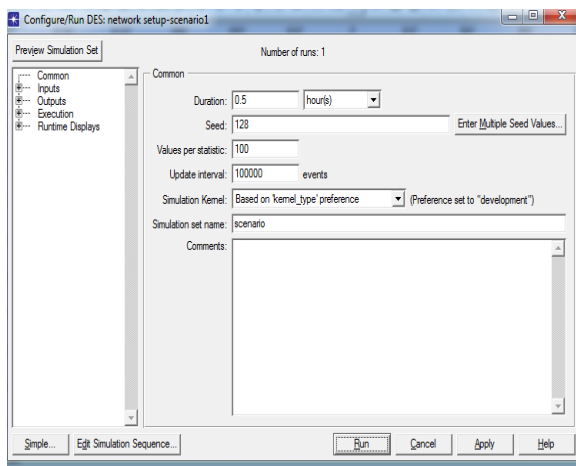 Configure/Run DES: network setup-scenario1
Preview Simulation Set
Number of runs: 1
Common
Inputs
Outputs
Execution
Runtime Displays
Common
Duration: 0.5 hour(s)
Seed: 128 Enter Multiple Seed Values...
Values per statistic: 100
Update interval: 100000 events
Simulation Kernel: Based on 'kernel_type' preference (Preference set to "development")
Simulation set name: scenario
Comments:
Simple... Edit Simulation Sequence... Run Cancel Apply Help